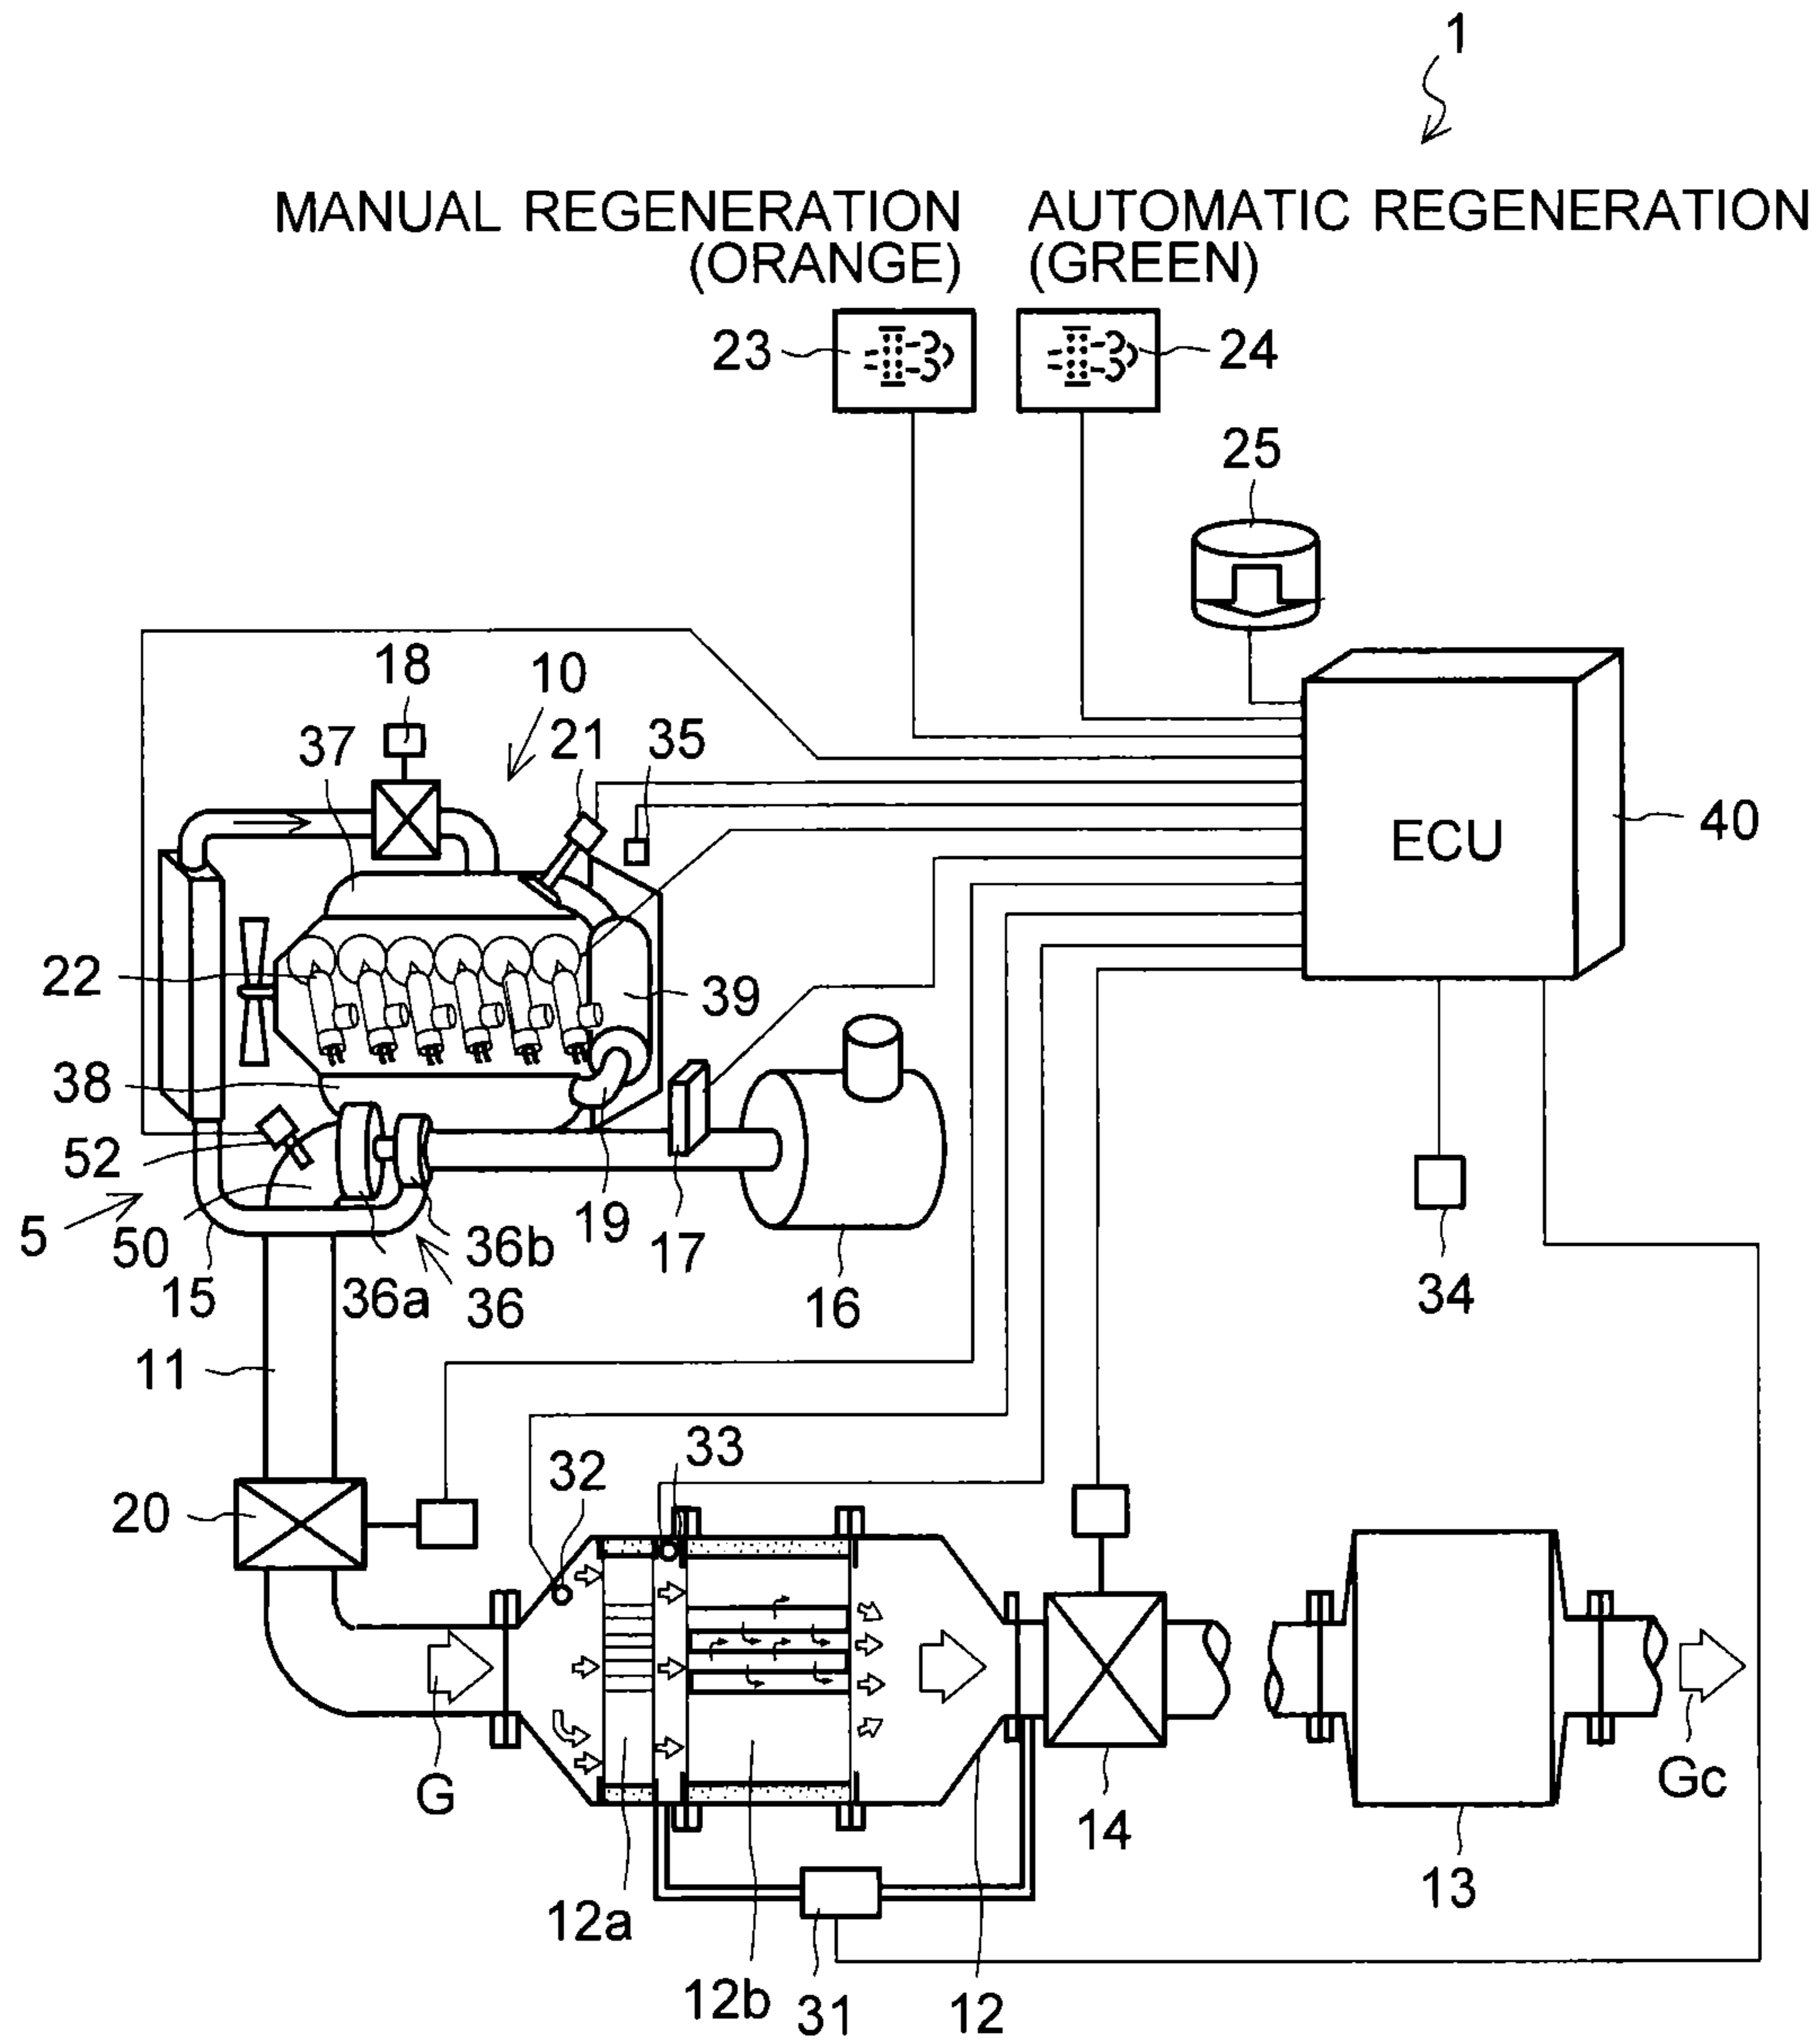 1
MANUAL REGENERATION
(ORANGE)
AUTOMATIC REGENERATION
(GREEN)
23
24
25
18
10
21
35
37
ECU
40
22
39
38
52
5
50
15
36a
36b
36
19
17
16
34
11
20
32
33
G
12a
12b
31
12
14
13
Gc